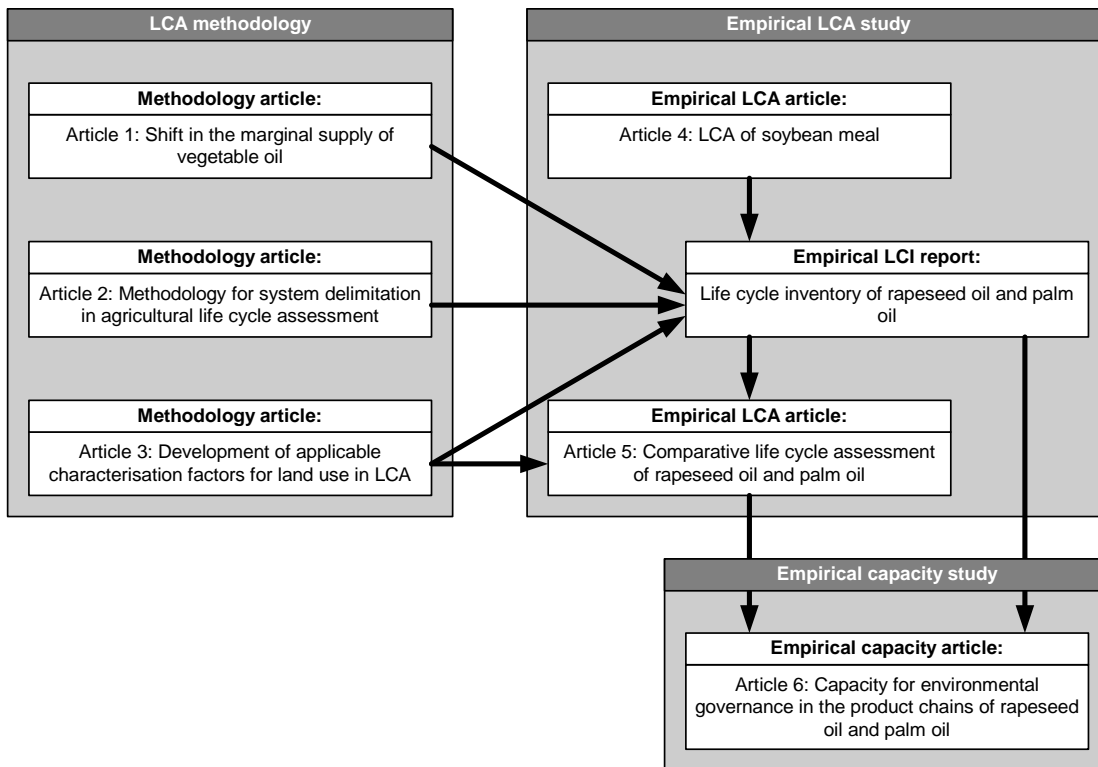 LCA methodology
Methodology article:
Article 1: Shift in the marginal supply of
vegetable oil
Methodology article:
Article 2: Methodology for system delimitation
in agricultural life cycle assessment
Methodology article:
Article 3: Development of applicable
characterisation factors for land use in LCA
Empirical LCA study
Empirical LCA article:
Article 4: LCA of soybean meal
Empirical LCI report:
Life cycle inventory of rapeseed oil and palm
oil
Empirical LCA article:
Article 5: Comparative life cycle assessment
of rapeseed oil and palm oil
Empirical capacity study
Empirical capacity article:
Article 6: Capacity for environmental
governance in the product chains of rapeseed
oil and palm oil